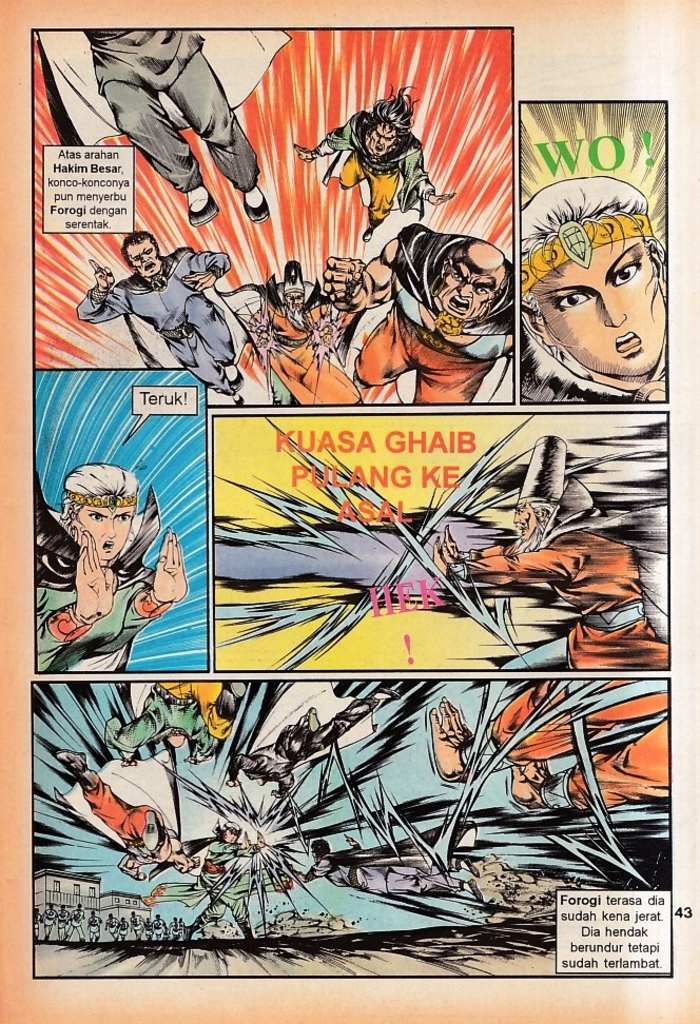 Atas arahan
Hakim Besar,
konco-konconya
pun menyerbu
Forogi dengan
serentak.
WO !
Teruk!
KUASA GHAIB
PULANG KE
ASAL
HEK
!
Forogi terasa dia
sudah kena jerat.
Dia hendak
berundur tetapi
sudah terlambat.
43